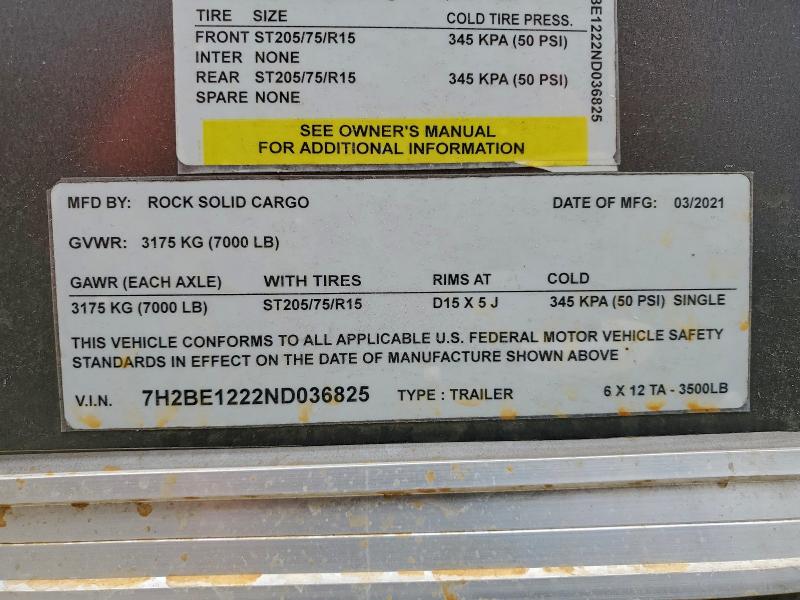 TIRE SIZE COLD TIRE PRESS.
FRONT ST205/75/R15 345 KPA (50 PSI)
INTER NONE
REAR ST205/75/R15 345 KPA (50 PSI)
SPARE NONE
SEE OWNER'S MANUAL
FOR ADDITIONAL INFORMATION
BE1222ND036825
MFD BY: ROCK SOLID CARGO DATE OF MFG: 03/2021
GVWR: 3175 KG (7000 LB)
GAWR (EACH AXLE) WITH TIRES RIMS AT COLD
3175 KG (7000 LB) ST205/75/R15 D15 X 5 J 345 KPA (50 PSI) SINGLE
THIS VEHICLE CONFORMS TO ALL APPLICABLE U.S. FEDERAL MOTOR VEHICLE SAFETY
STANDARDS IN EFFECT ON THE DATE OF MANUFACTURE SHOWN ABOVE
V.I.N. 7H2BE1222ND036825 TYPE : TRAILER 6 X 12 TA - 3500LB